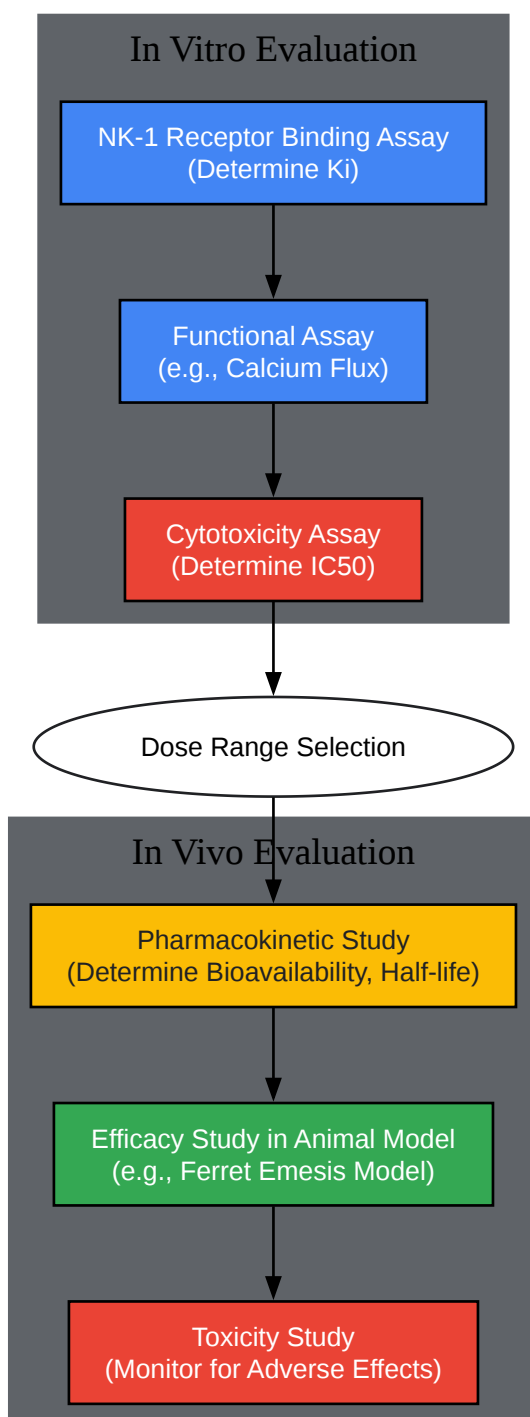 In Vitro Evaluation
NK-1 Receptor Binding Assay
(Determine Ki)
Functional Assay
(e.g., Calcium Flux)
Cytotoxicity Assay
(Determine IC50)
Dose Range Selection
In Vivo Evaluation
Pharmacokinetic Study
(Determine Bioavailability, Half-life)
Efficacy Study in Animal Model
(e.g., Ferret Emesis Model)
Toxicity Study
(Monitor for Adverse Effects)